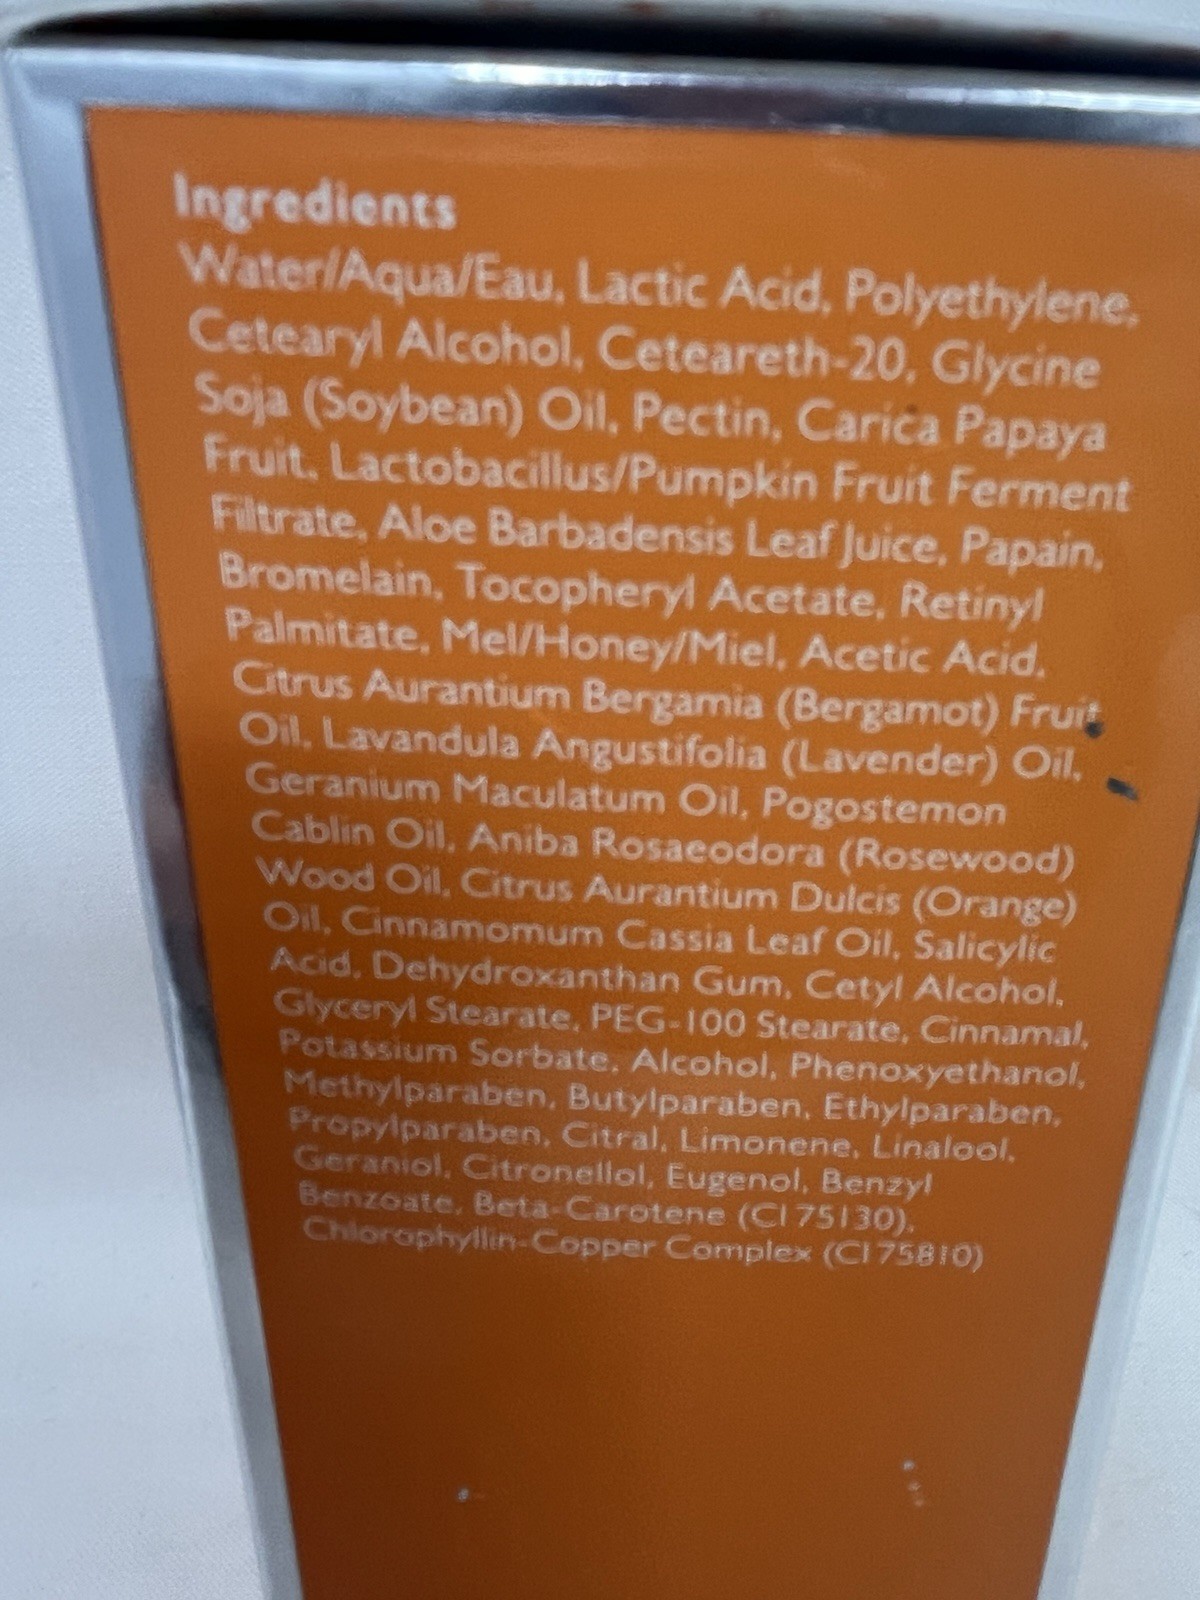 Ingredients
Water/Aqua/Eau, Lactic Acid, Polyethylene,
Cetearyl Alcohol, Ceteareth-20, Glycine
Soja (Soybean) Oil, Pectin, Carica Papaya
Fruit, Lactobacillus/Pumpkin Fruit Ferment
Filtrate, Aloe Barbadensis Leaf Juice, Papain,
Bromelain, Tocopheryl Acetate, Retinyl
Palmitate, Mel/Honey/Miel, Acetic Acid,
Citrus Aurantium Bergamia (Bergamot) Fruit
Oil, Lavandula Angustifolia (Lavender) Oil,
Geranium Maculatum Oil, Pogostemon
Cablin Oil, Aniba Rosaeodora (Rosewood)
Wood Oil, Citrus Aurantium Dulcis (Orange)
Oil, Cinnamomum Cassia Leaf Oil, Salicylic
Acid, Dehydroxanthan Gum, Cetyl Alcohol,
Glyceryl Stearate, PEG-100 Stearate, Cinnamal,
Potassium Sorbate, Alcohol, Phenoxyethanol,
Methylparaben, Butylparaben, Ethylparaben,
Propylparaben, Citral, Limonene, Linalool,
Geraniol, Citronellol, Eugenol, Benzyl
Benzoate, Beta-Carotene (CI 75130),
Chlorophyllin-Copper Complex (CI 75810)